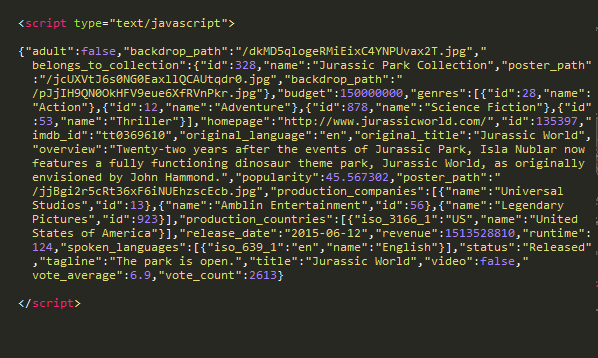 <script type="text/javascript">
{"adult":false,"backdrop_path":"/dkMD5qlogeRMiEixC4YNPUvax2T.jpg","
belongs_to_collection":{"id":328,"name":"Jurassic Park Collection","poster_path
":"/jcUXVtJ6s0NG0EaxllQCAUtqdr0.jpg","backdrop_path":"
/pJjIH9QN0OkHFV9eue6XfRVnPkr.jpg"},"budget":150000000,"genres":[{"id":28,"name":
"Action"},{"id":12,"name":"Adventure"},{"id":878,"name":"Science Fiction"},{"id"
:53,"name":"Thriller"}],"homepage":"http://www.jurassicworld.com/","id":135397,"
imdb_id":"tt0369610","original_language":"en","original_title":"Jurassic World",
"overview":"Twenty-two years after the events of Jurassic Park, Isla Nublar now
features a fully functioning dinosaur theme park, Jurassic World, as originally
envisioned by John Hammond.","popularity":45.567302,"poster_path":"
/jjBgi2r5cRt36xF6iNUEhzscEcb.jpg","production_companies":[{"name":"Universal
Studios","id":13},{"name":"Amblin Entertainment","id":56},{"name":"Legendary
Pictures","id":923}],"production_countries":[{"iso_3166_1":"US","name":"United
States of America"}],"release_date":"2015-06-12","revenue":1513528810,"runtime":
124,"spoken_languages":[{"iso_639_1":"en","name":"English"}],"status":"Released"
,"tagline":"The park is open.","title":"Jurassic World","video":false,"
vote_average":6.9,"vote_count":2613}
</script>